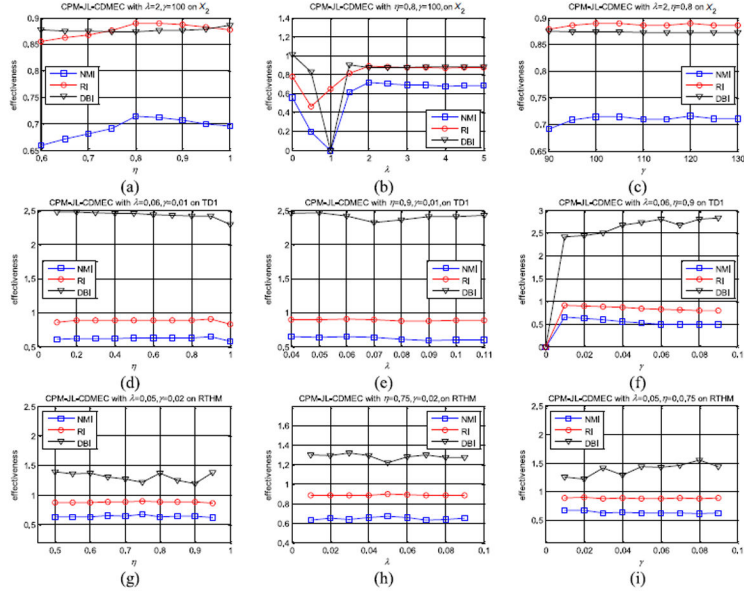 CPM-JL-CDMEC with λ=2,γ=100 on X2
CPM-JL-CDMEC with η=0,8,γ=100,on X2
CPM-JL-CDMEC with λ=2, η=0,8 on X2
effectiveness
0,9
0,85
0,8
0,75
0,7
0,65
0,6 0,7 0,8 0,9 1
η
NMI
RI
DBI
(a)
effectiveness
1,4
1,2
1
0,8
0,6
0,4
0,2
0
0 1 2 3 4 5
λ
NMI
RI
DBI
(b)
effectiveness
0,9
0,85
0,8
0,75
0,7
0,65
90 100 110 120 130
γ
NMI
RI
DBI
(c)
CPM-JL-CDMEC with λ=0,06,γ=0,01 on TD1
CPM-JL-CDMEC with η=0,9,γ=0,01, on TD1
CPM-JL-CDMEC with λ=0,06, η=0,9 on TD1
effectiveness
2,5
2
1,5
1
0,5
0 0,2 0,4 0,6 0,8 1
η
NMI
RI
DBI
(d)
effectiveness
2,5
2
1,5
1
0,5
0,04 0,05 0,06 0,07 0,08 0,09 0,1 0,11
λ
NMI
RI
DBI
(e)
effectiveness
3
2,5
2
1,5
1
0,5
0
0 0,02 0,04 0,06 0,08 0,1
γ
NMI
RI
DBI
(f)
CPM-JL-CDMEC with λ=0,05,γ=0,02 on RTHM
CPM-JL-CDMEC with η=0,75,γ=0,02,on RTHM
CPM-JL-CDMEC with λ=0,05, η=0,0,75 on RTHM
effectiveness
2,5
2
1,5
1
0,5
0,5 0,6 0,7 0,8 0,9 1
η
NMI
RI
DBI
(g)
effectiveness
1,6
1,4
1,2
1
0,8
0,6
0,4
0 0,02 0,04 0,06 0,08 0,1
λ
NMI
RI
DBI
(h)
effectiveness
2,5
2
1,5
1
0,5
0 0,02 0,04 0,06 0,08 0,1
γ
NMI
RI
DBI
(i)